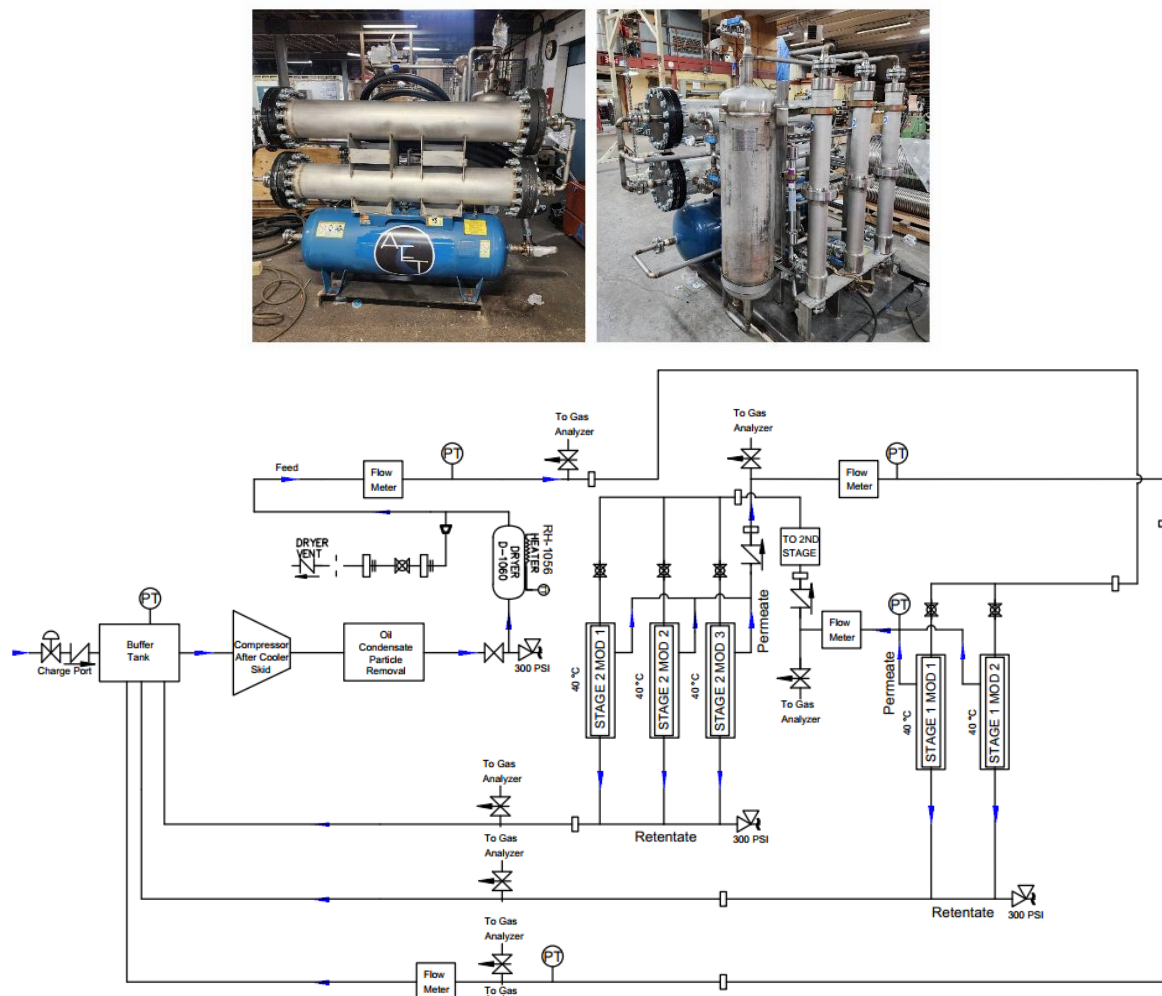 AET
To Gas
Analyzer
To Gas
Analyzer
PT
PT
Feed
Flow
Meter
Flow
Meter
RH-1056
HEATER
DRYER
D-1060
DRYER
VENT
TO 2ND
STAGE
PT
PT
Permeate
Flow
Meter
Buffer
Tank
Compressor
After Cooler
Skid
Oil
Condensate
Particle
Removal
Charge Port
300 PSI
40 °C
STAGE 2 MOD 1
40 °C
STAGE 2 MOD 2
40 °C
STAGE 2 MOD 3
Permeate
40 °C
STAGE 1 MOD 1
40 °C
STAGE 1 MOD 2
To Gas
Analyzer
To Gas
Analyzer
Retentate
300 PSI
To Gas
Analyzer
Retentate
300 PSI
To Gas
Analyzer
PT
Flow
Meter
To Gas